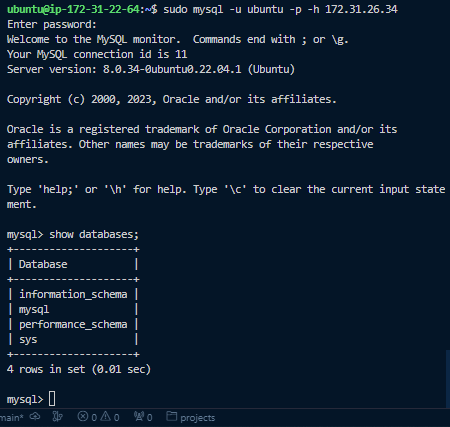 ubuntu@ip-172-31-22-64:~$ sudo mysql -u ubuntu -p -h 172.31.26.34
Enter password:
Welcome to the MySQL monitor.  Commands end with ; or \g.
Your MySQL connection id is 11
Server version: 8.0.34-0ubuntu0.22.04.1 (Ubuntu)

Copyright (c) 2000, 2023, Oracle and/or its affiliates.

Oracle is a registered trademark of Oracle Corporation and/or its
affiliates. Other names may be trademarks of their respective
owners.

Type 'help;' or '\h' for help. Type '\c' to clear the current input state
ment.

mysql> show databases;
+--------------------+
| Database           |
+--------------------+
| information_schema |
| mysql              |
| performance_schema |
| sys                |
+--------------------+
4 rows in set (0.01 sec)

mysql>
main* 0 0 0 projects